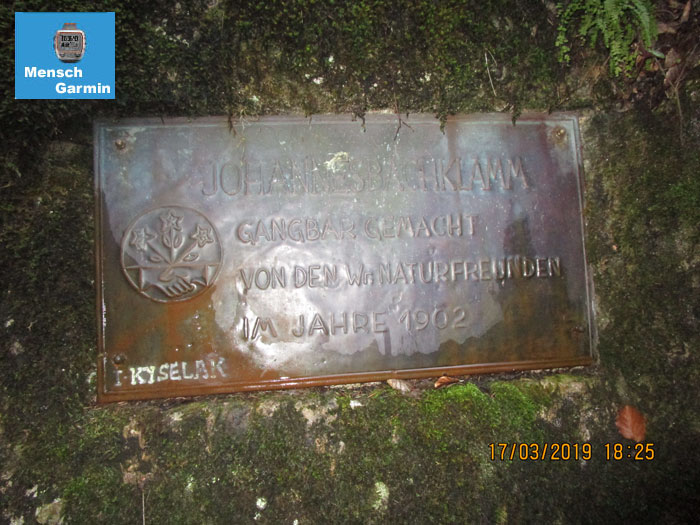 Mensch
Garmin
JOHANNESBACHKLAMM
GANGBAR GEMACHT
VON DEN Wr. NATURFREUNDEN
IM JAHRE 1902
I KYSELAK
17/03/2019 18:25